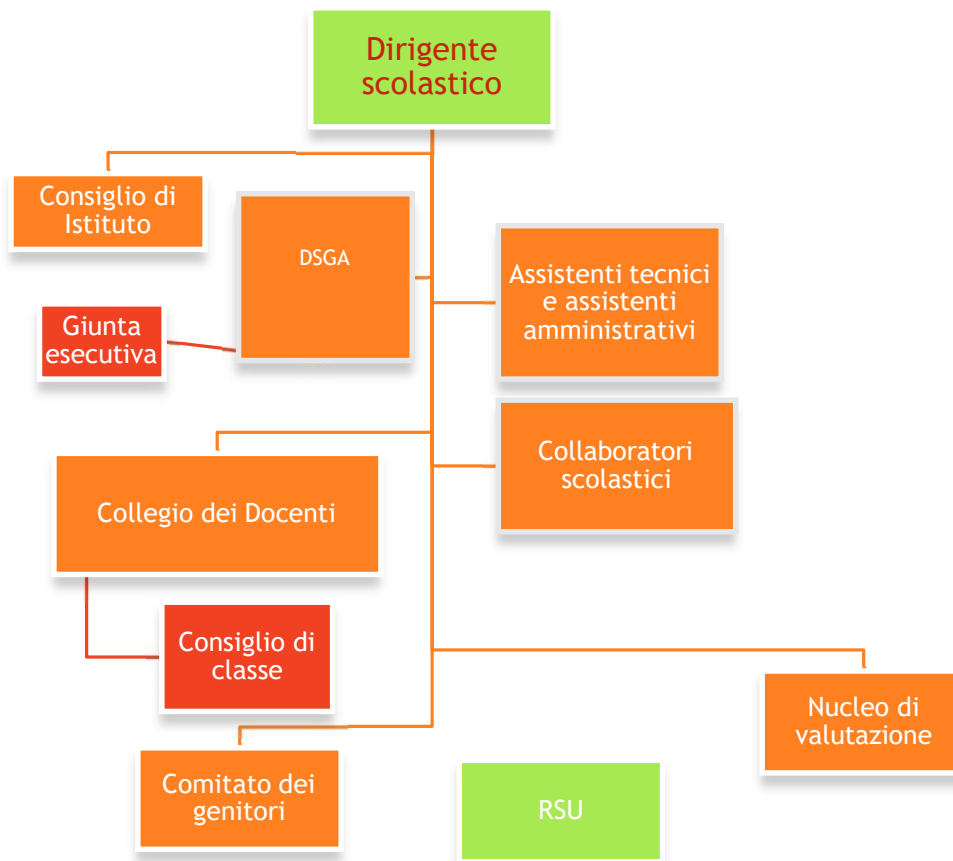 Dirigente
scolastico
Consiglio di
Istituto
DSGA
Assistenti tecnici
e assistenti
amministrativi
Giunta
esecutiva
Collaboratori
scolastici
Collegio dei Docenti
Consiglio di
classe
Nucleo di
valutazione
Comitato dei
genitori
RSU